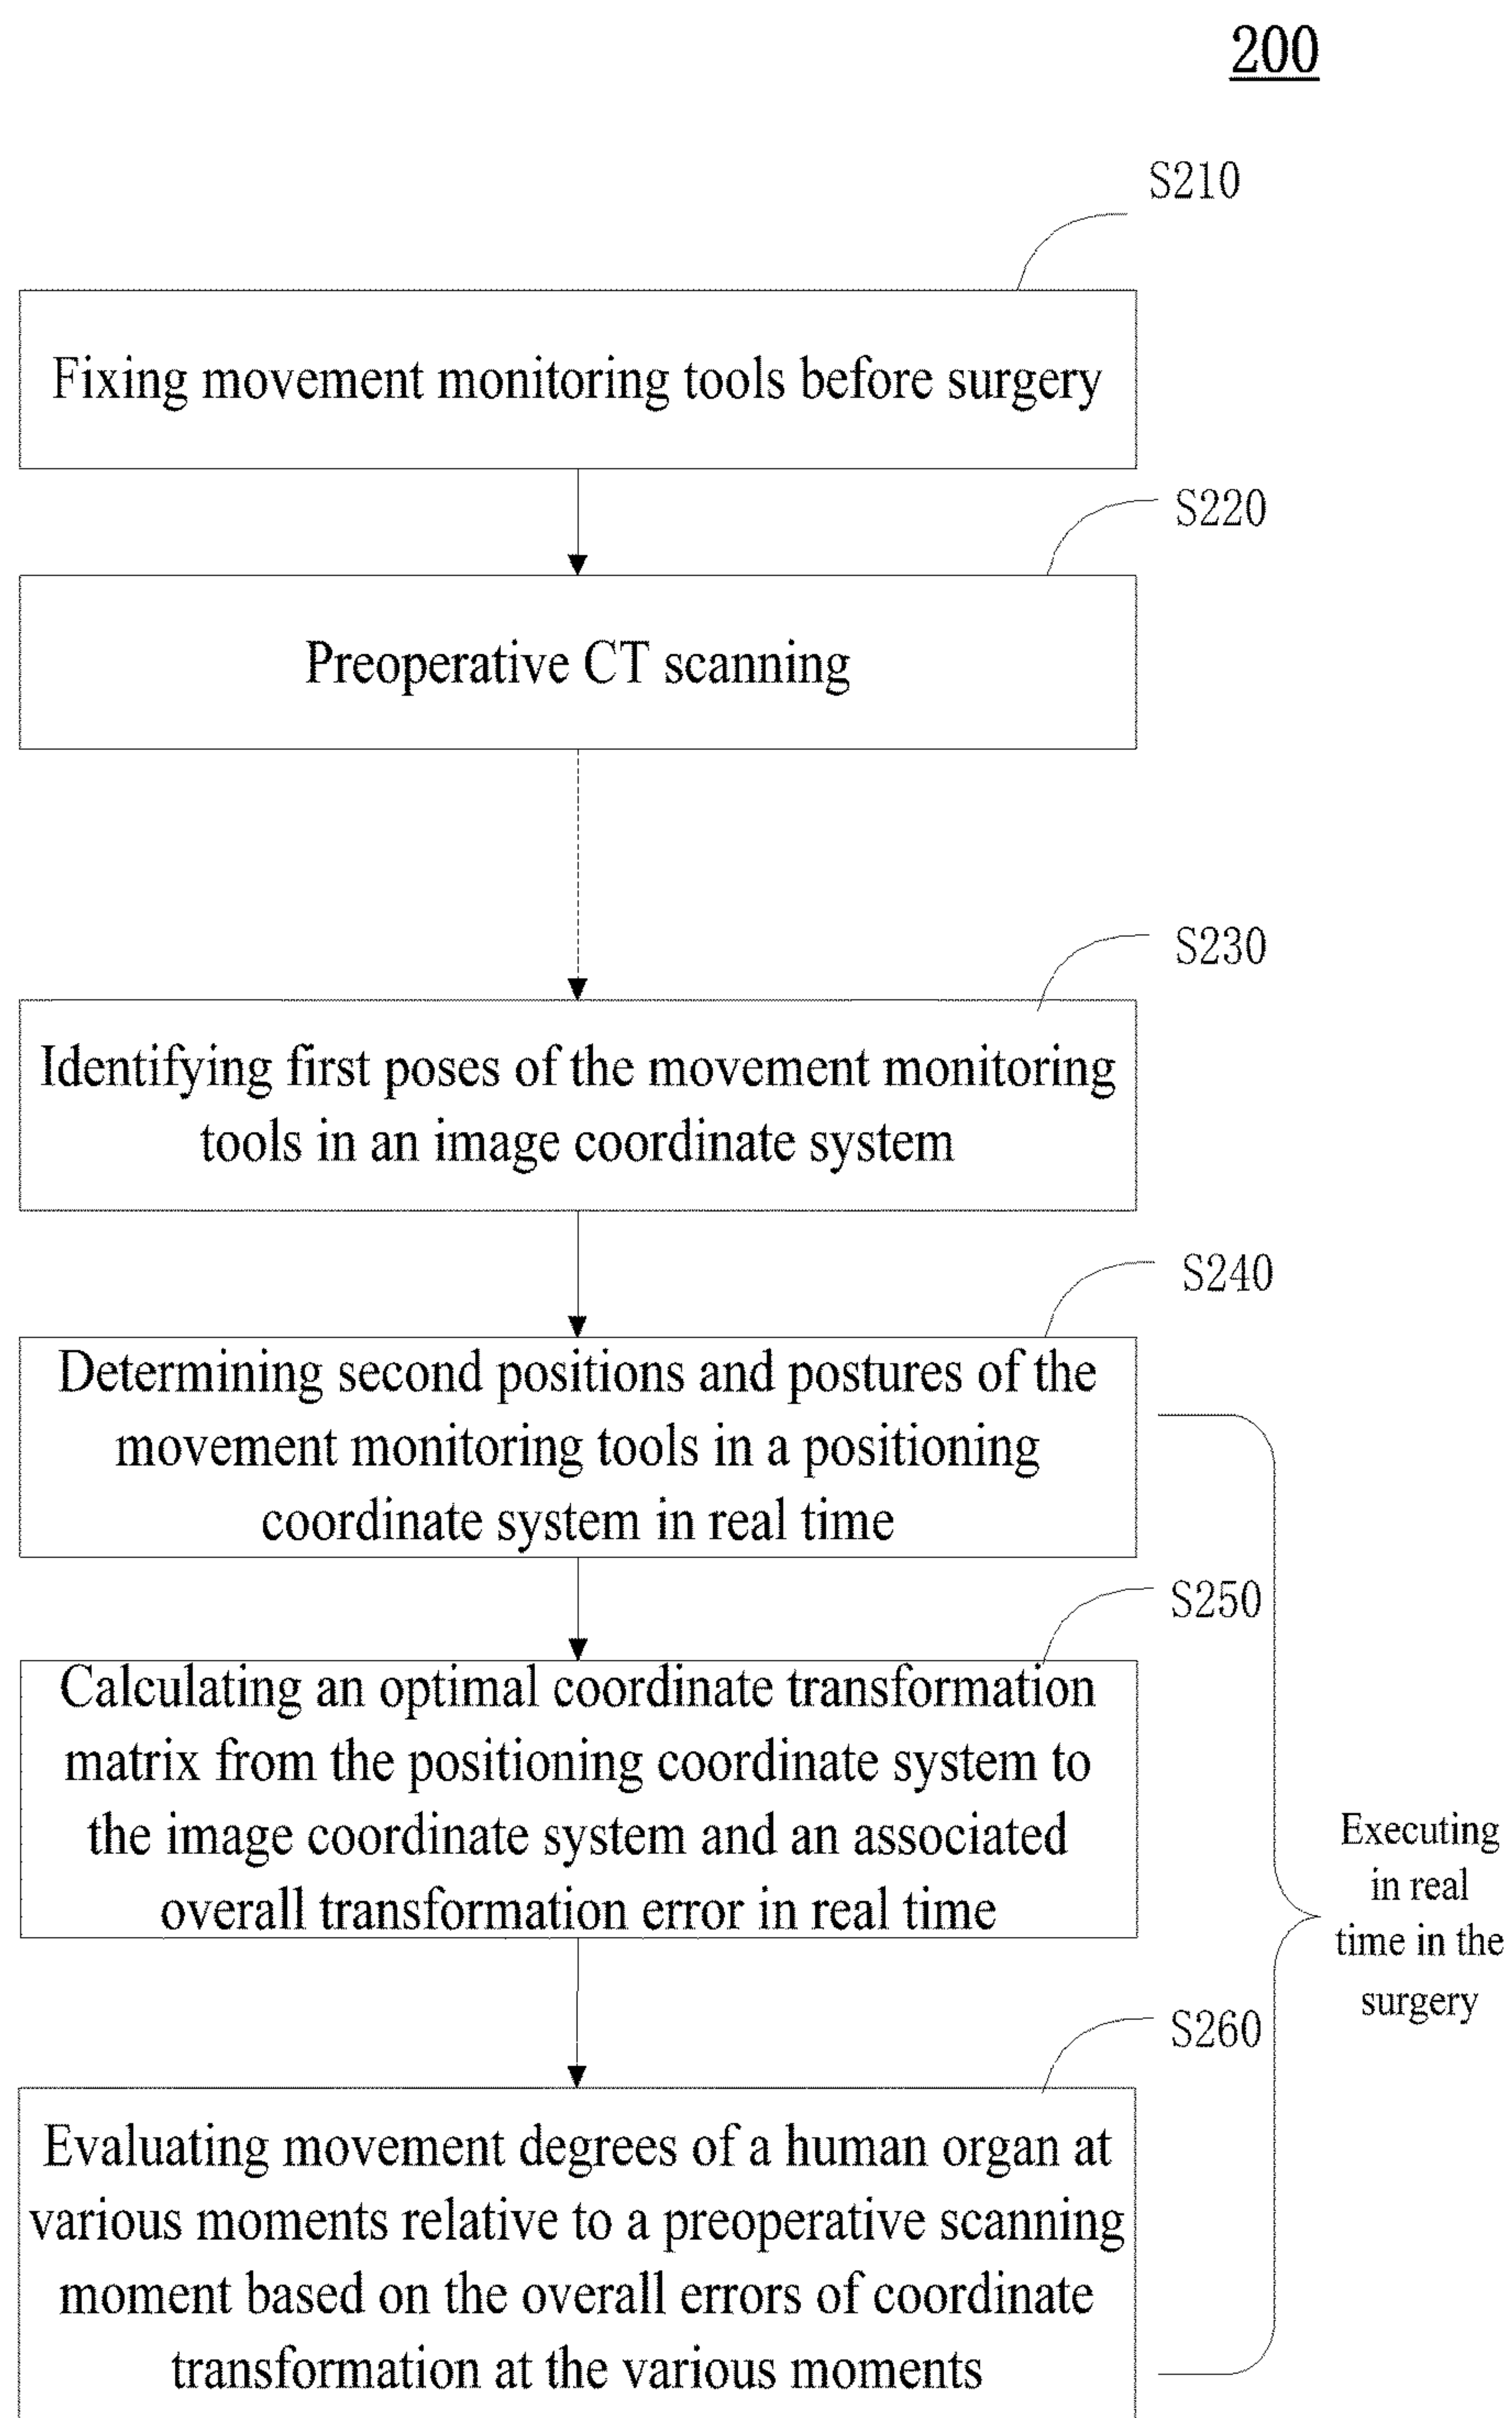 200
S210
Fixing movement monitoring tools before surgery
S220
Preoperative CT scanning
S230
Identifying first poses of the movement monitoring
tools in an image coordinate system
S240
Determining second positions and postures of the
movement monitoring tools in a positioning
coordinate system in real time
S250
Calculating an optimal coordinate transformation
matrix from the positioning coordinate system to
the image coordinate system and an associated
overall transformation error in real time
Executing
in real
time in the
surgery
S260
Evaluating movement degrees of a human organ at
various moments relative to a preoperative scanning
moment based on the overall errors of coordinate
transformation at the various moments